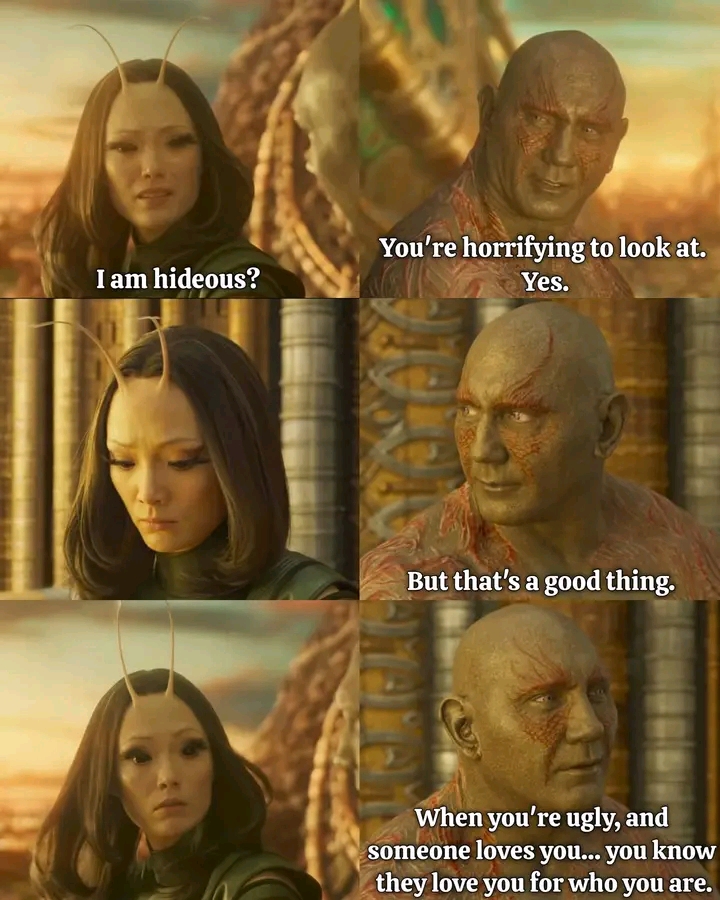 I am hideous?
You're horrifying to look at.
Yes.
But that's a good thing.
When you're ugly, and
someone loves you... you know
they love you for who you are.